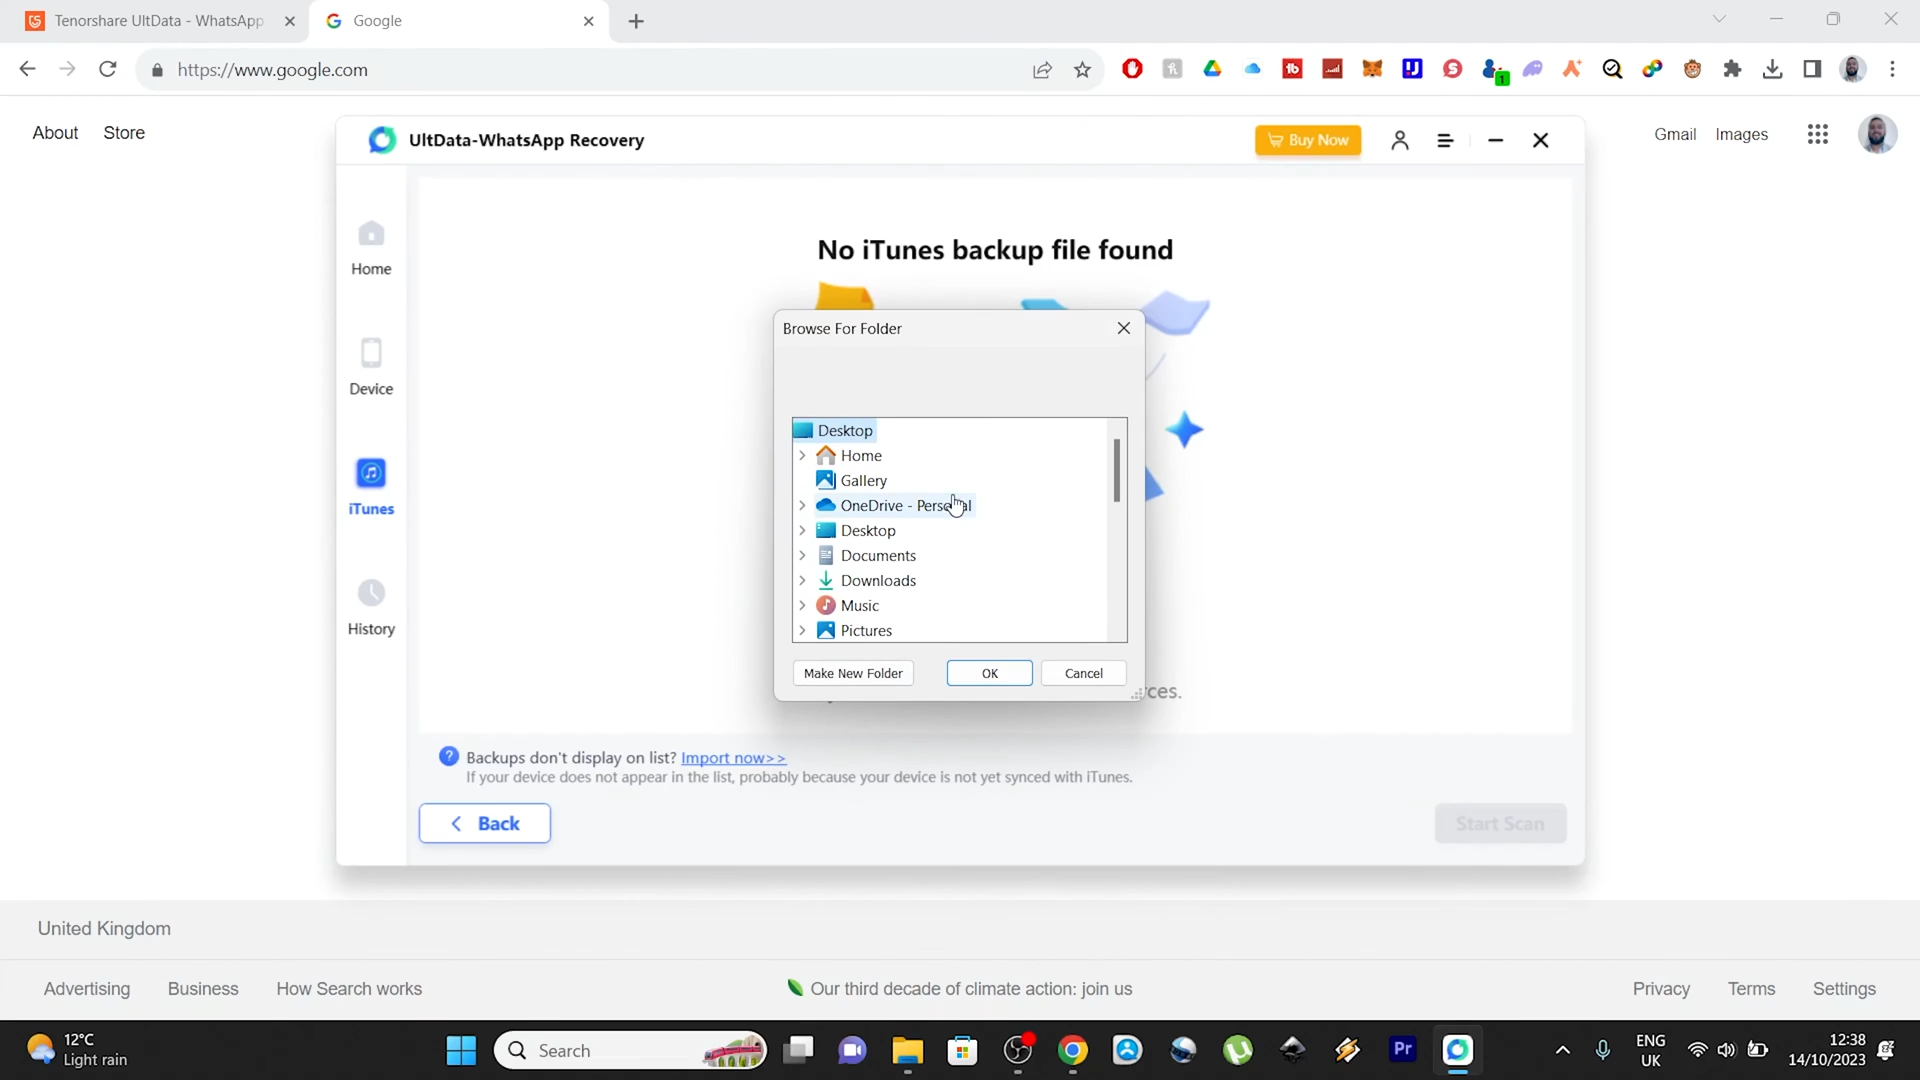 Tenorshare UltData - WhatsApp
Google
https://www.google.com
1
About
Store
Gmail
Images
UltData-WhatsApp Recovery
Buy Now
Home
Device
iTunes
History
No iTunes backup file found
Browse For Folder
Desktop
Home
Gallery
OneDrive - Personal
Desktop
Documents
Downloads
Music
Pictures
Make New Folder
OK
Cancel
Backups don't display on list? Import now>>
If your device does not appear in the list, probably because your device is not yet synced with iTunes.
Back
Start Scan
United Kingdom
Advertising
Business
How Search works
Our third decade of climate action: join us
Privacy
Terms
Settings
12°C
Light rain
Search
Pr
ENG
UK
12:38
14/10/2023